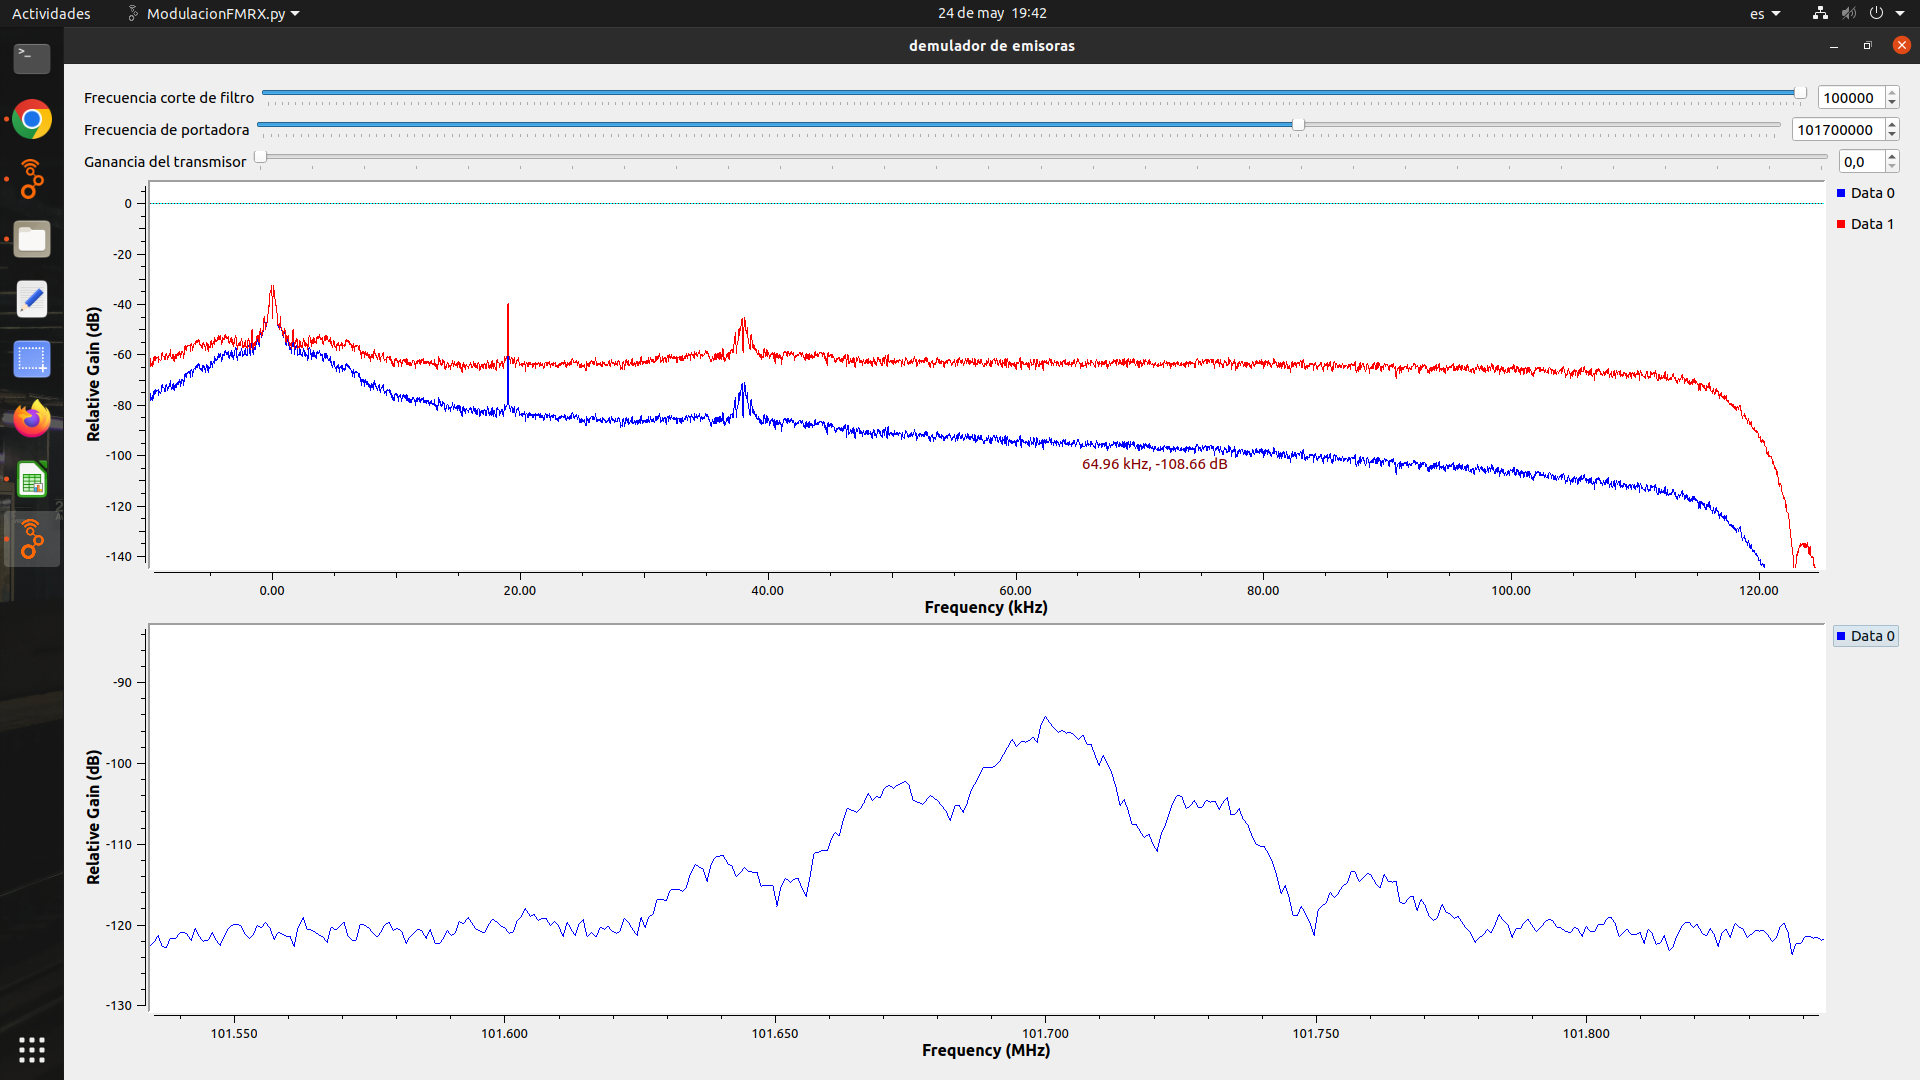 Actividades ModulacionFMRX.py 24 de may 19:42 es
demulador de emisoras
Frecuencia corte de filtro 100000
Frecuencia de portadora 101700000
Ganancia del transmisor 0,0
Data 0
Data 1
Relative Gain (dB)
0
-20
-40
-60
-80
-100
-120
-140
64.96 kHz, -108.66 dB
0.00 20.00 40.00 60.00 80.00 100.00 120.00
Frequency (kHz)
Data 0
Relative Gain (dB)
-90
-100
-110
-120
-130
101.550 101.600 101.650 101.700 101.750 101.800
Frequency (MHz)